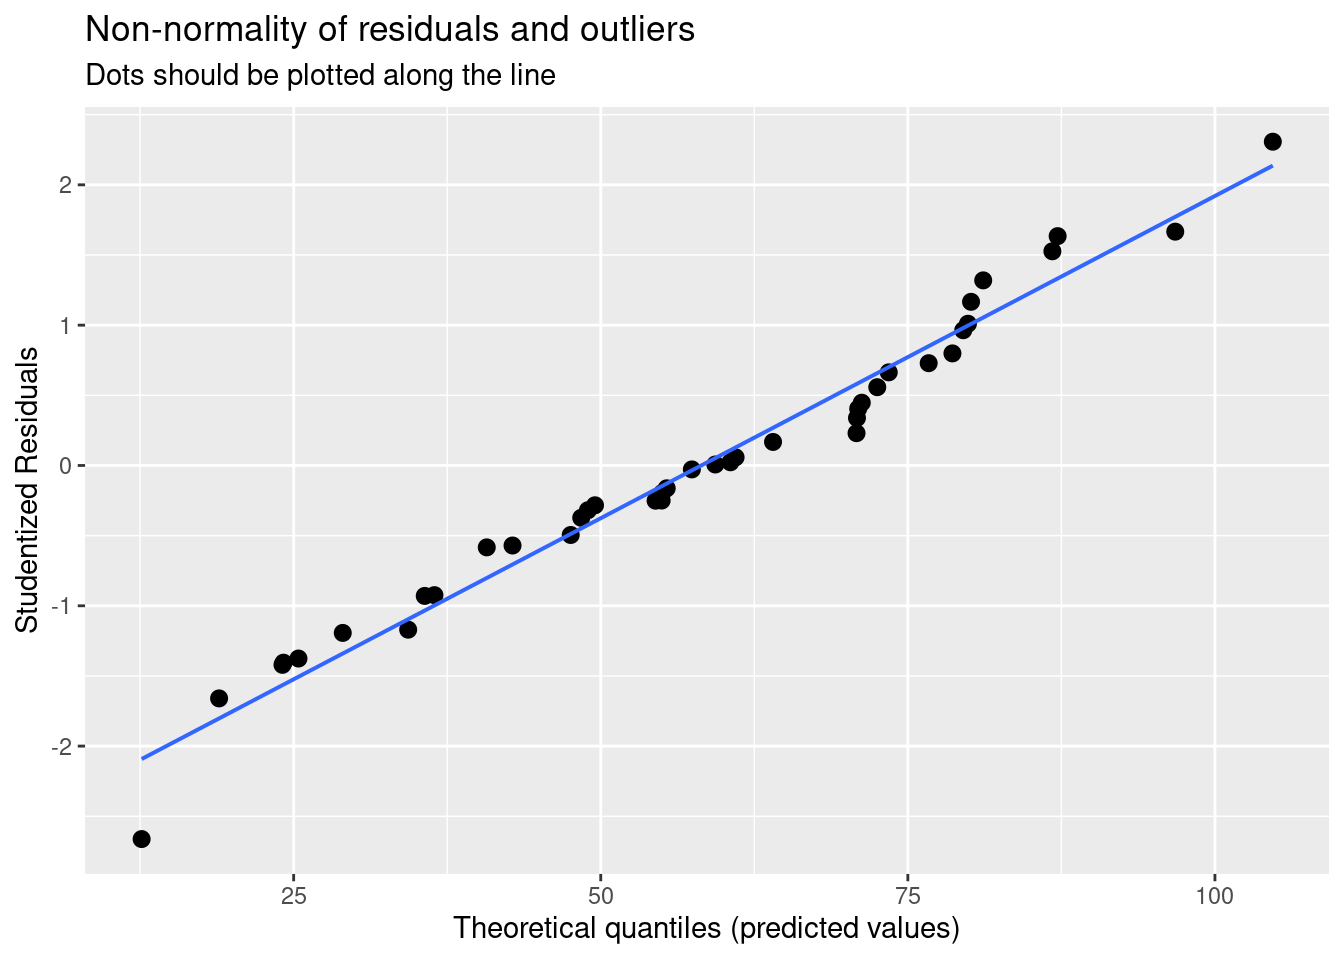 Non-normality of residuals and outliers
Dots should be plotted along the line
Studentized Residuals
2
1
0
-1
-2
25
50
75
100
Theoretical quantiles (predicted values)